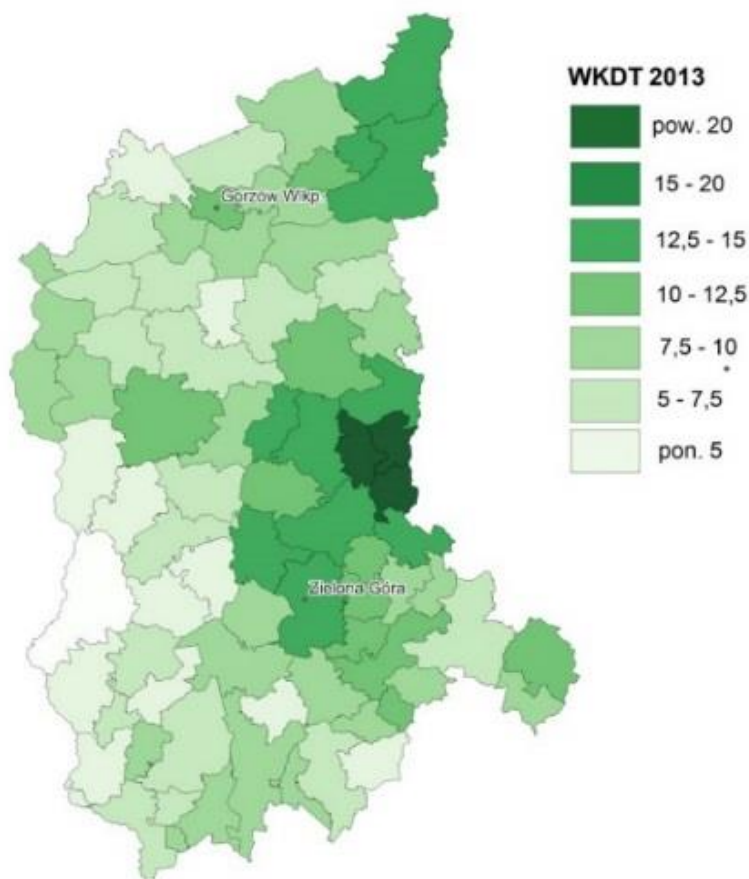 WKDT 2013
pow. 20
15 - 20
12,5 - 15
10 - 12,5
7,5 - 10
5 - 7,5
pon. 5
Gorzów Wlkp.
Zielona Góra